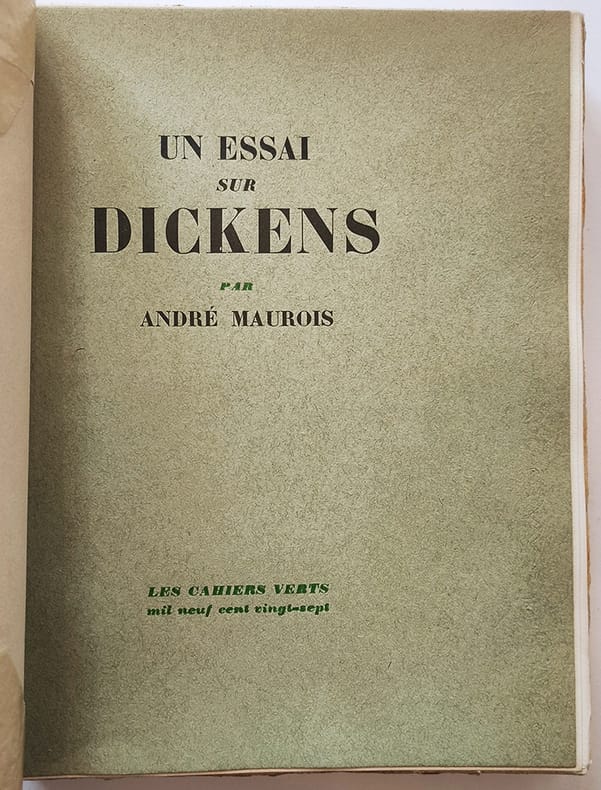 UN ESSAI
SUR
DICKENS
PAR
ANDRÉ MAUROIS
LES CAHIERS VERTS
mil neuf cent vingt-sept